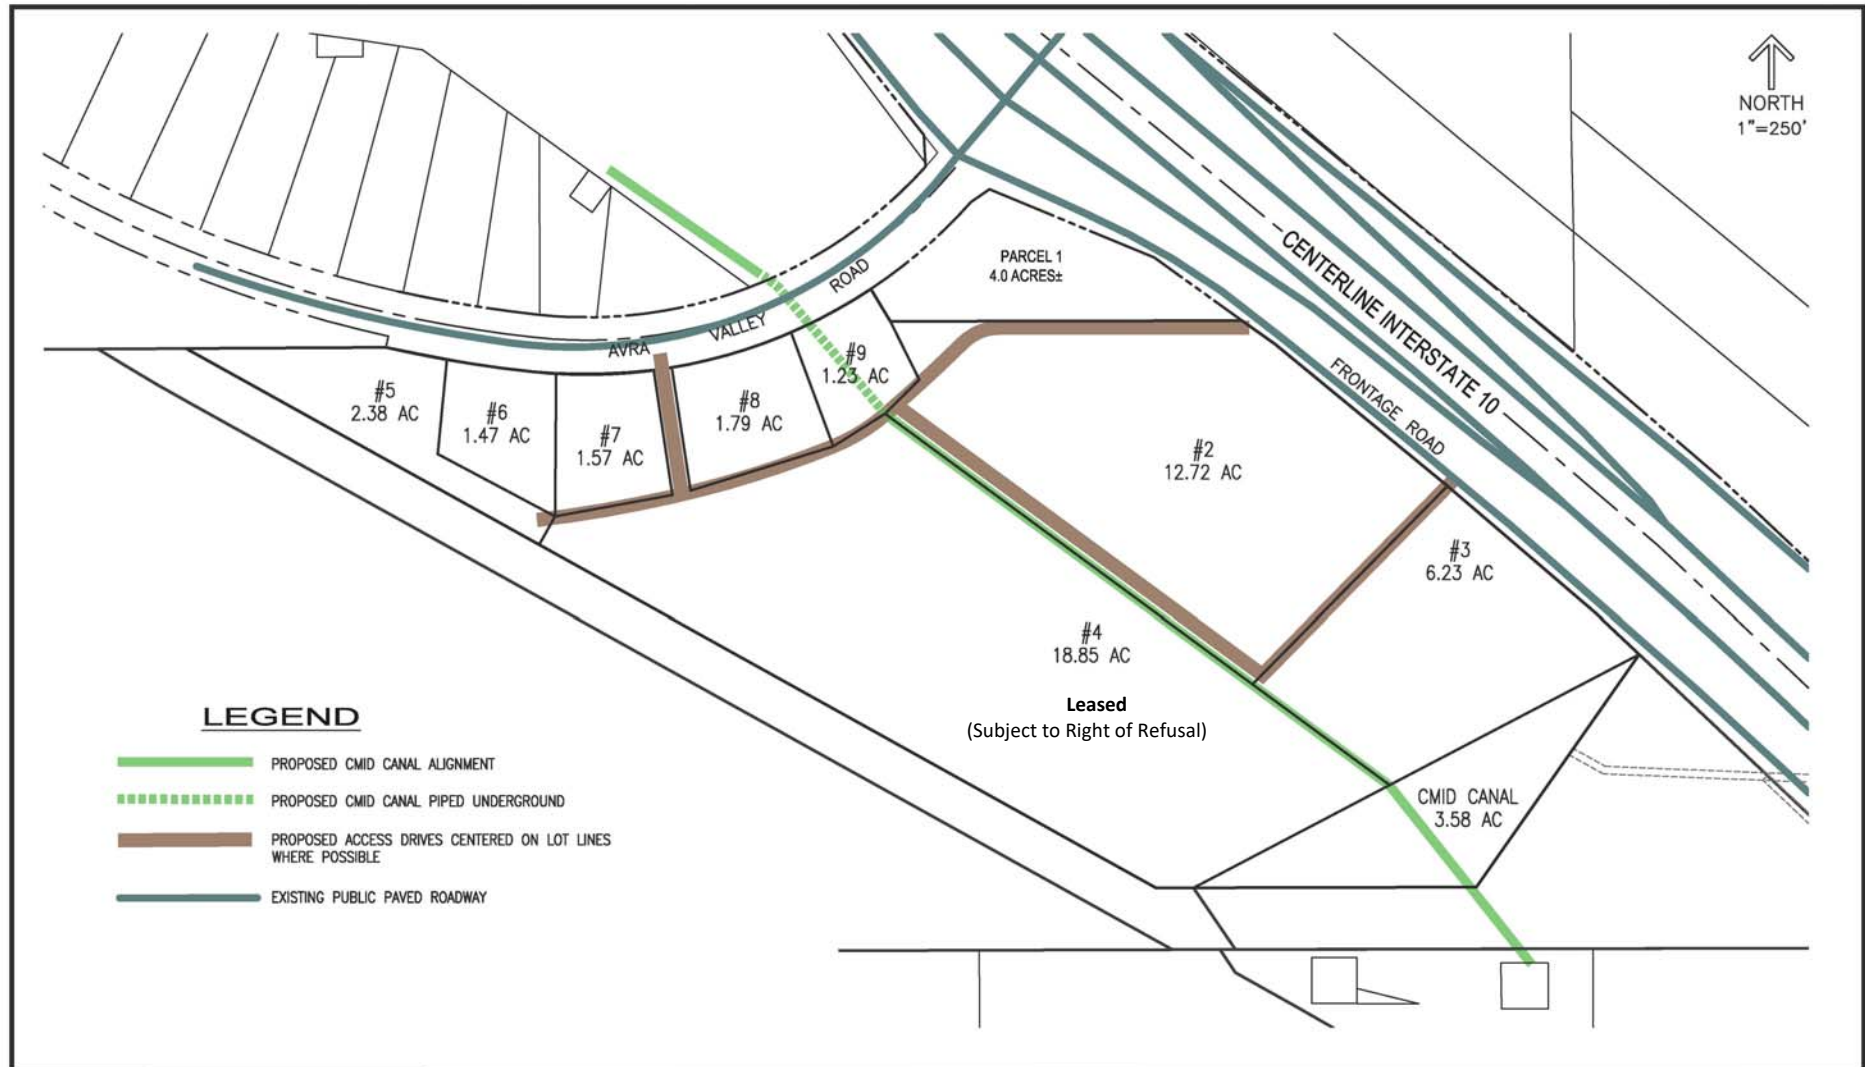 NORTH
1"=250'
PARCEL 1
4.0 ACRES±
CENTERLINE INTERSTATE 10
FRONTAGE ROAD
AVRA VALLEY ROAD
#5
2.38 AC
#6
1.47 AC
#7
1.57 AC
#8
1.79 AC
#9
1.23 AC
#2
12.72 AC
#3
6.23 AC
#4
18.85 AC
Leased
(Subject to Right of Refusal)
CMID CANAL
3.58 AC
LEGEND
PROPOSED CMID CANAL ALIGNMENT
PROPOSED CMID CANAL PIPED UNDERGROUND
PROPOSED ACCESS DRIVES CENTERED ON LOT LINES
WHERE POSSIBLE
EXISTING PUBLIC PAVED ROADWAY